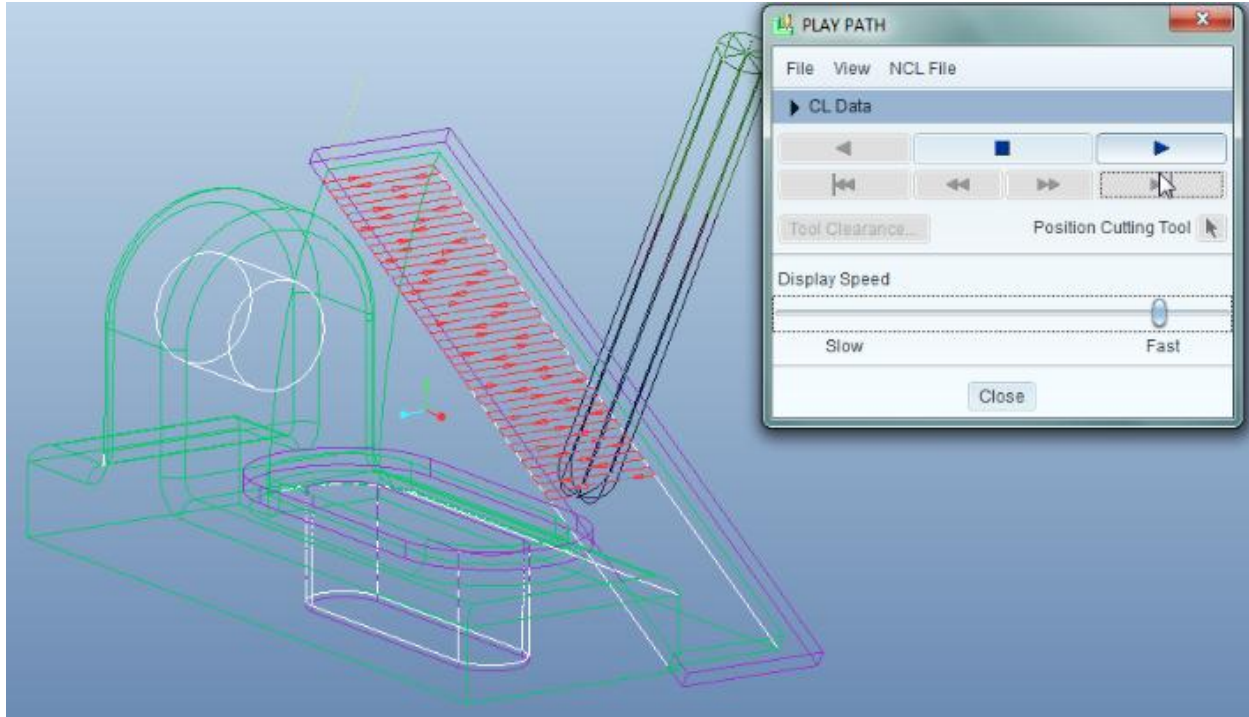 PLAY PATH
File View NCL File
CL Data
Tool Clearance...
Position Cutting Tool
Display Speed
Slow Fast
Close